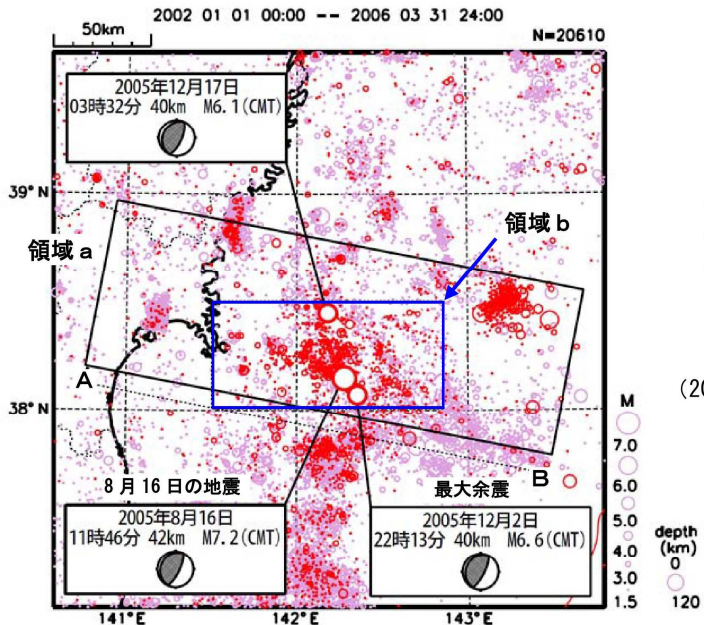 2002 01 01 00:00 -- 2006 03 31 24:00
50km
N=20610
2005年12月17日
03時32分 40km M6.1(CMT)
39°N
領域a
領域b
A
38°N
(20
B
8月16日の地震
最大余震
2005年8月16日
11時46分 42km M7.2(CMT)
2005年12月2日
22時13分 40km M6.6(CMT)
M
7.0
6.0
5.0
4.0
3.0
1.5
depth
(km)
0
120
141°E
142°E
143°E